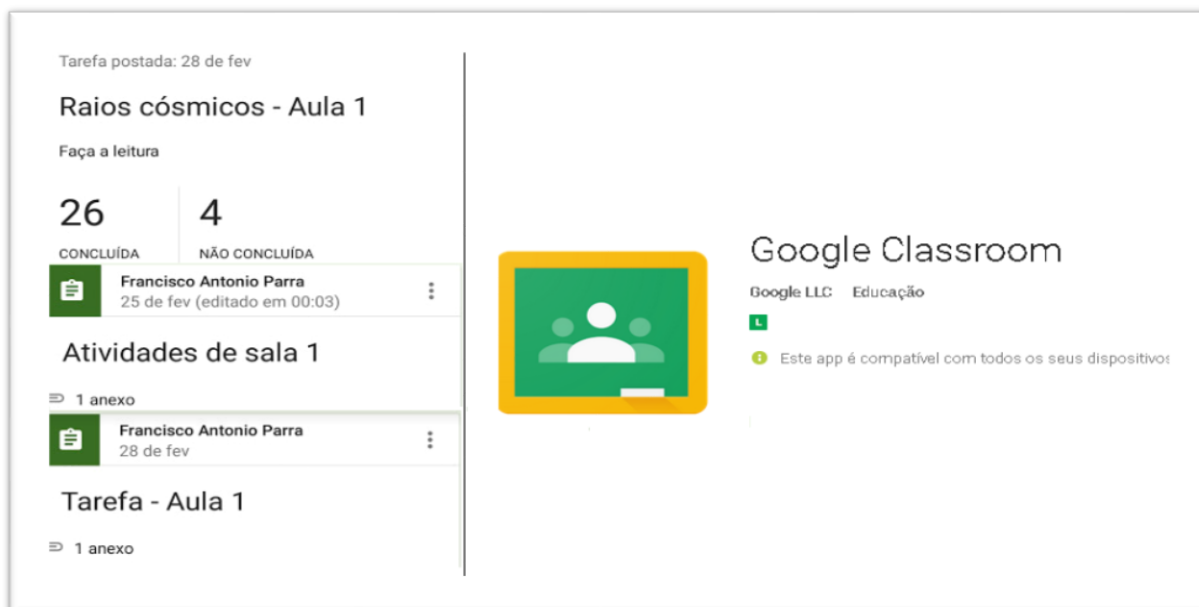 Tarefa postada: 28 de fev
Raios cósmicos - Aula 1
Faça a leitura
26 4
CONCLUÍDA NÃO CONCLUÍDA
Francisco Antonio Parra
25 de fev (editado em 00:03)
Atividades de sala 1
1 anexo
Francisco Antonio Parra
28 de fev
Tarefa - Aula 1
1 anexo
Google Classroom
Google LLC Educação
L
Este app é compatível com todos os seus dispositivos